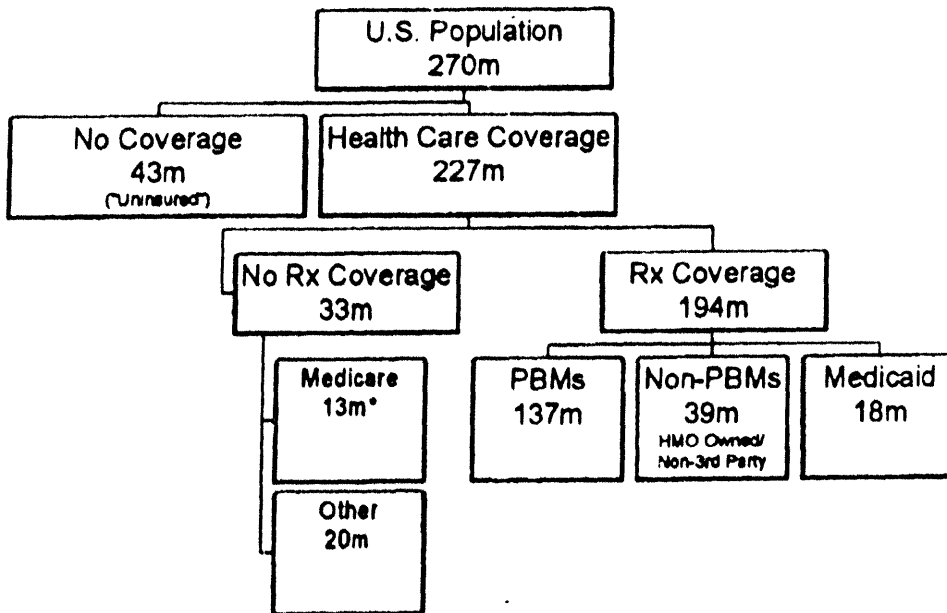 U.S. Population
270m
No Coverage
43m
("Uninsured")
Health Care Coverage
227m
No Rx Coverage
33m
Rx Coverage
194m
Medicare
13m*
Other
20m
PBMs
137m
Non-PBMs
39m
HMO Owned/
Non-3rd Party
Medicaid
18m